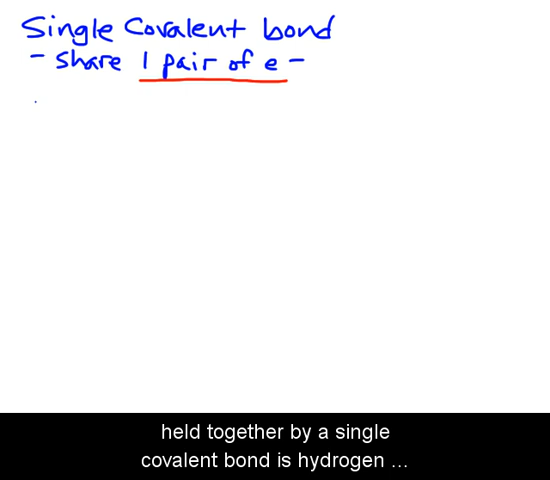 Single Covalent bond
- share 1 pair of e -
held together by a single
covalent bond is hydrogen ...